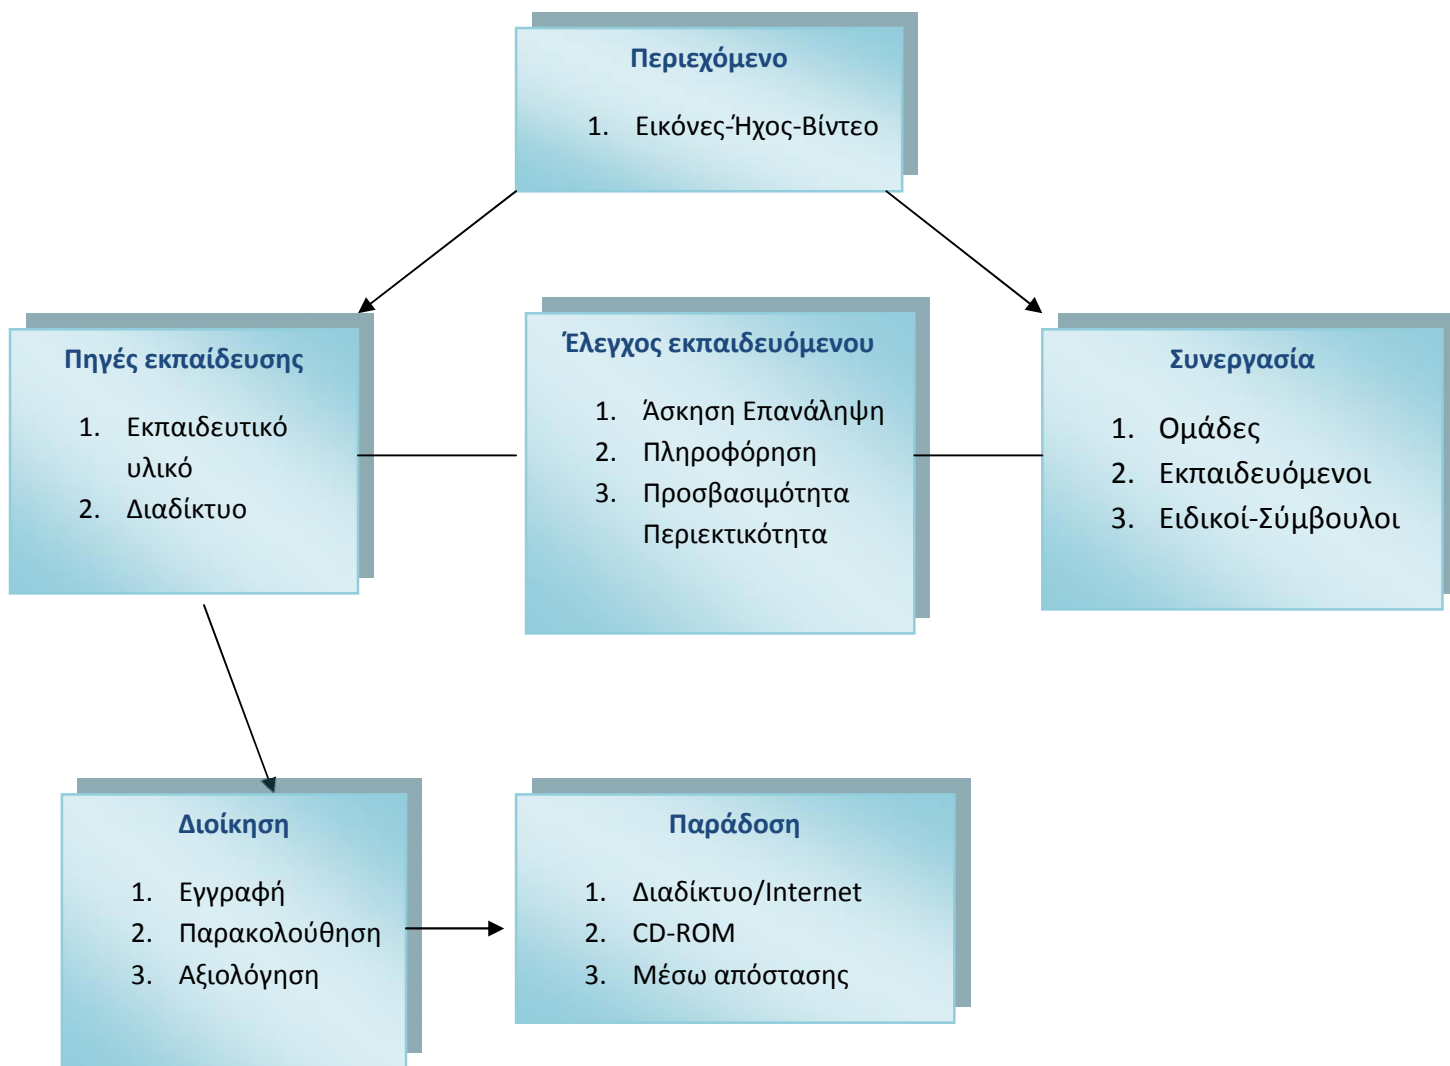 Περιεχόμενο
1. Εικόνες-Ήχος-Βίντεο
Πηγές εκπαίδευσης
1. Εκπαιδευτικό
υλικό
2. Διαδίκτυο
Έλεγχος εκπαιδευόμενου
1. Άσκηση Επανάληψη
2. Πληροφόρηση
3. Προσβασιμότητα
Περιεκτικότητα
Συνεργασία
1. Ομάδες
2. Εκπαιδευόμενοι
3. Ειδικοί-Σύμβουλοι
Διοίκηση
1. Εγγραφή
2. Παρακολούθηση
3. Αξιολόγηση
Παράδοση
1. Διαδίκτυο/Internet
2. CD-ROM
3. Μέσω απόστασης